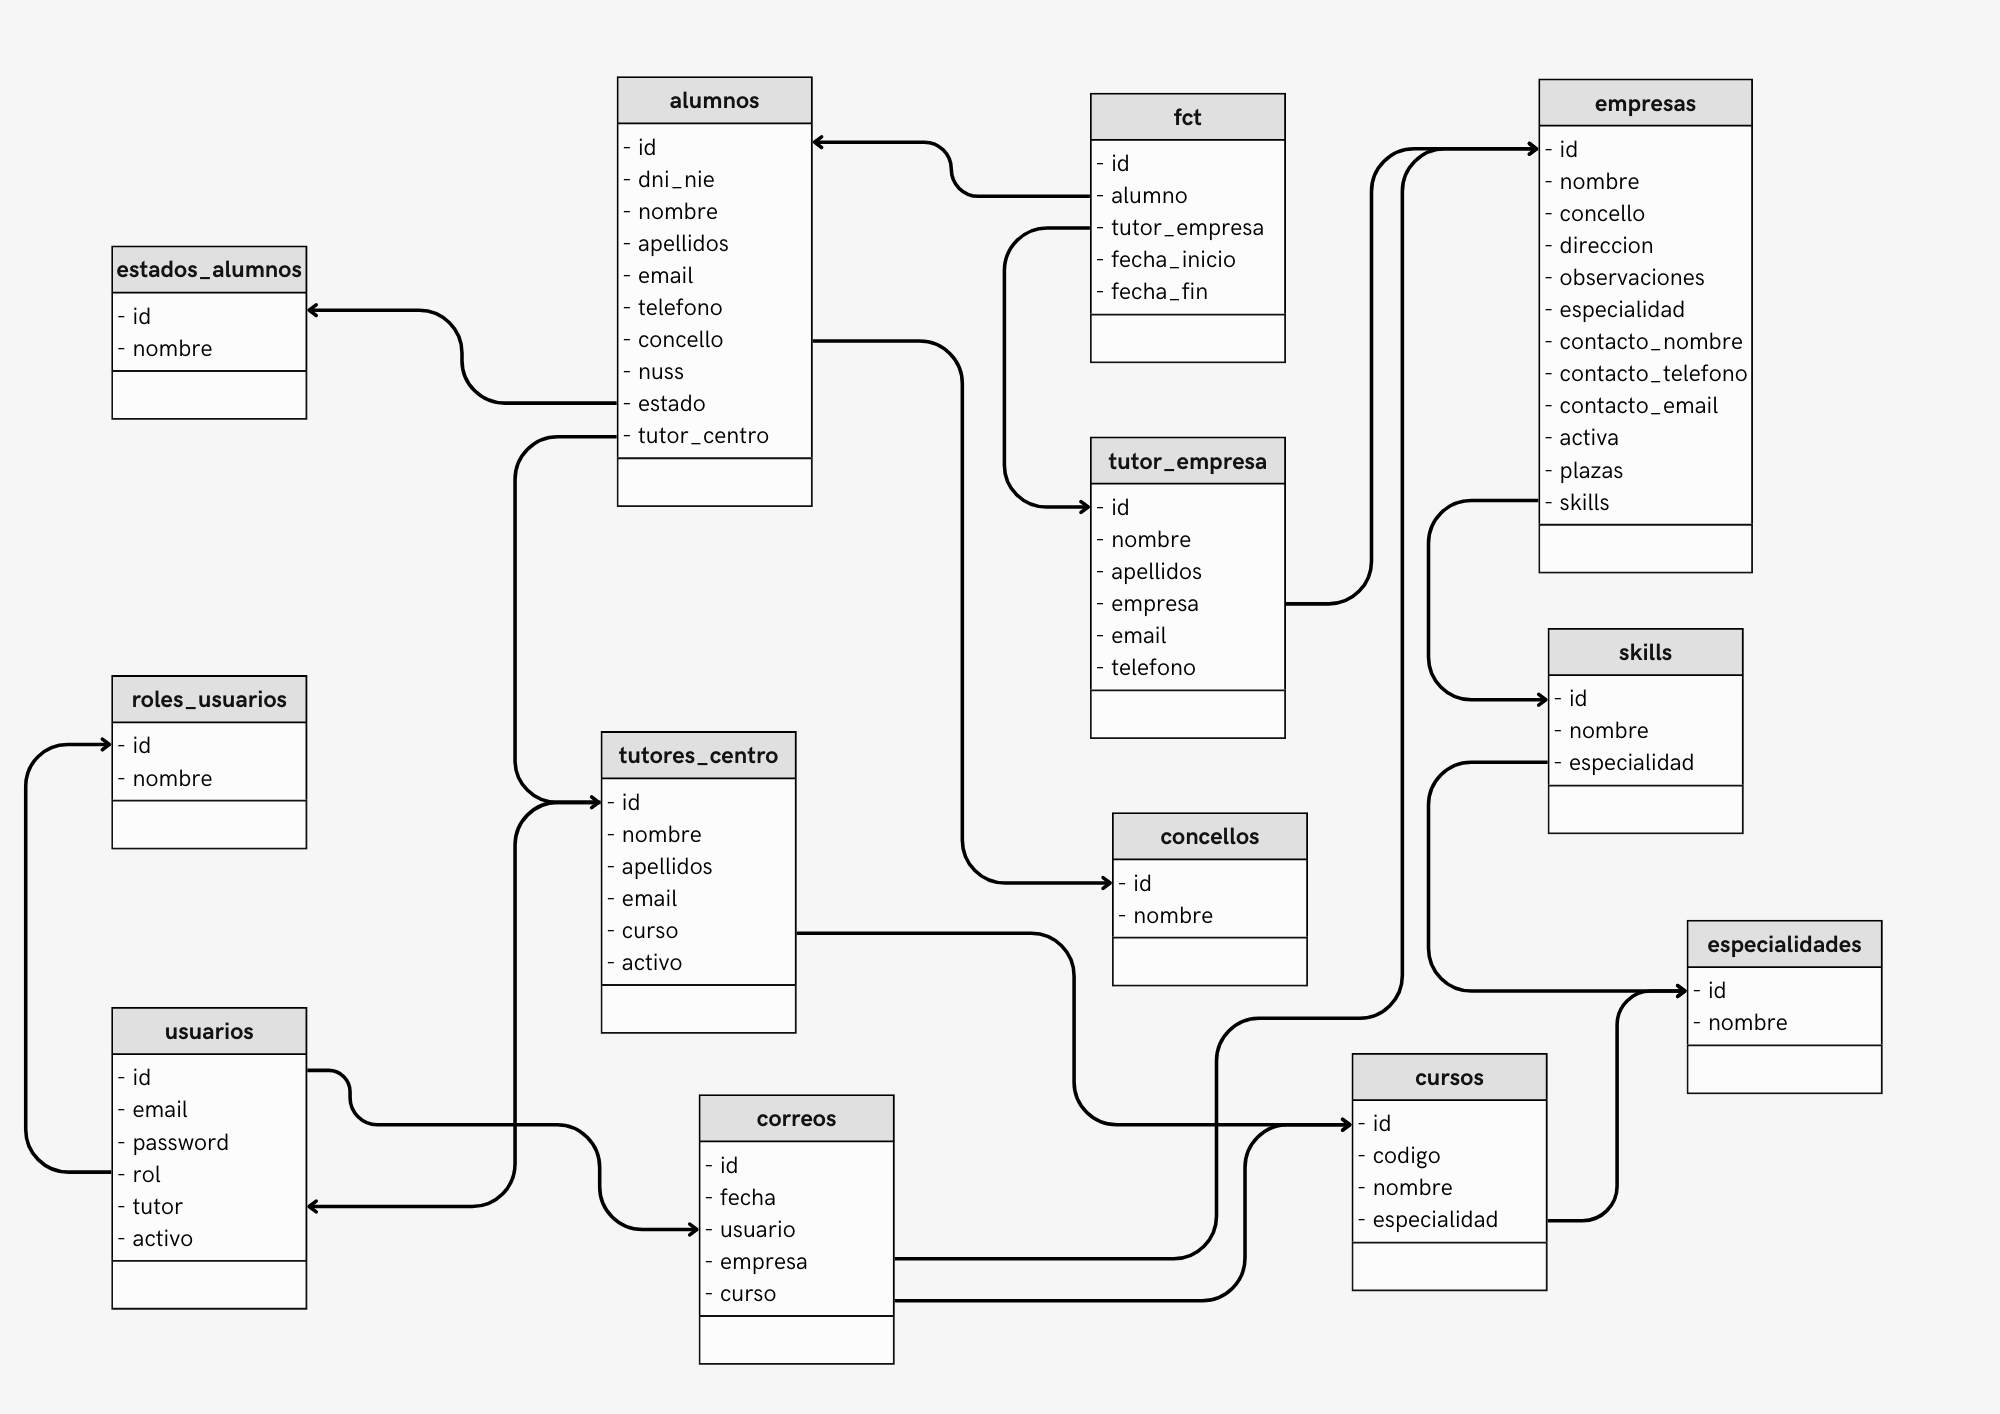 alumnos
- id
- dni_nie
- nombre
- apellidos
- email
- telefono
- concello
- nuss
- estado
- tutor_centro
fct
- id
- alumno
- tutor_empresa
- fecha_inicio
- fecha_fin
empresas
- id
- nombre
- concello
- direccion
- observaciones
- especialidad
- contacto_nombre
- contacto_telefono
- contacto_email
- activa
- plazas
- skills
estados_alumnos
- id
- nombre
tutor_empresa
- id
- nombre
- apellidos
- empresa
- email
- telefono
skills
- id
- nombre
- especialidad
roles_usuarios
- id
- nombre
tutores_centro
- id
- nombre
- apellidos
- email
- curso
- activo
concellos
- id
- nombre
especialidades
- id
- nombre
usuarios
- id
- email
- password
- rol
- tutor
- activo
correos
- id
- fecha
- usuario
- empresa
- curso
cursos
- id
- codigo
- nombre
- especialidad